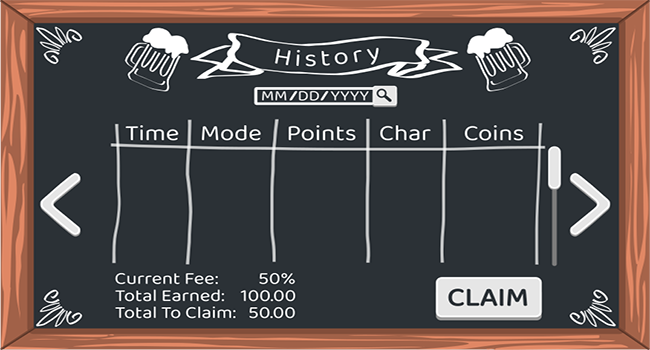 History
MM/DD/YYYY
Time Mode Points Char Coins
Current Fee: 50%
Total Earned: 100.00
Total To Claim: 50.00
CLAIM